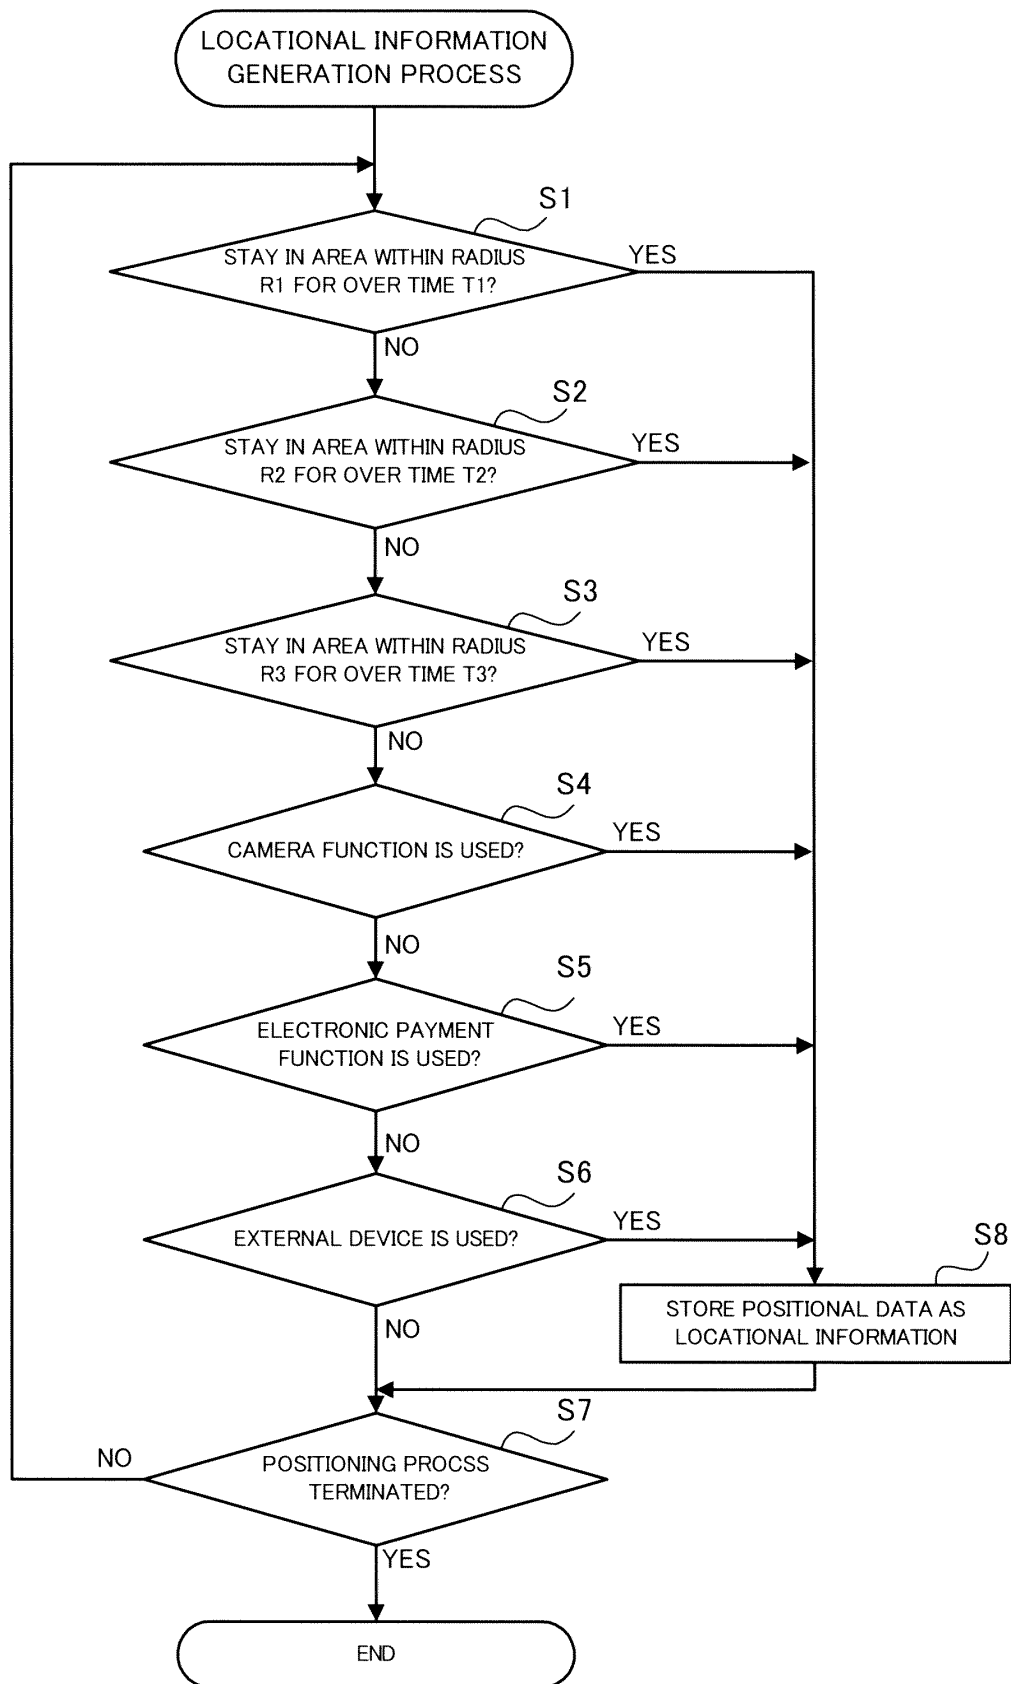 LOCATIONAL INFORMATION
GENERATION PROCESS
S1
STAY IN AREA WITHIN RADIUS
R1 FOR OVER TIME T1?
YES
NO
S2
STAY IN AREA WITHIN RADIUS
R2 FOR OVER TIME T2?
YES
NO
S3
STAY IN AREA WITHIN RADIUS
R3 FOR OVER TIME T3?
YES
NO
S4
CAMERA FUNCTION IS USED?
YES
NO
S5
ELECTRONIC PAYMENT
FUNCTION IS USED?
YES
NO
S6
EXTERNAL DEVICE IS USED?
YES
NO
S8
STORE POSITIONAL DATA AS
LOCATIONAL INFORMATION
S7
POSITIONING PROCSS
TERMINATED?
NO
YES
END